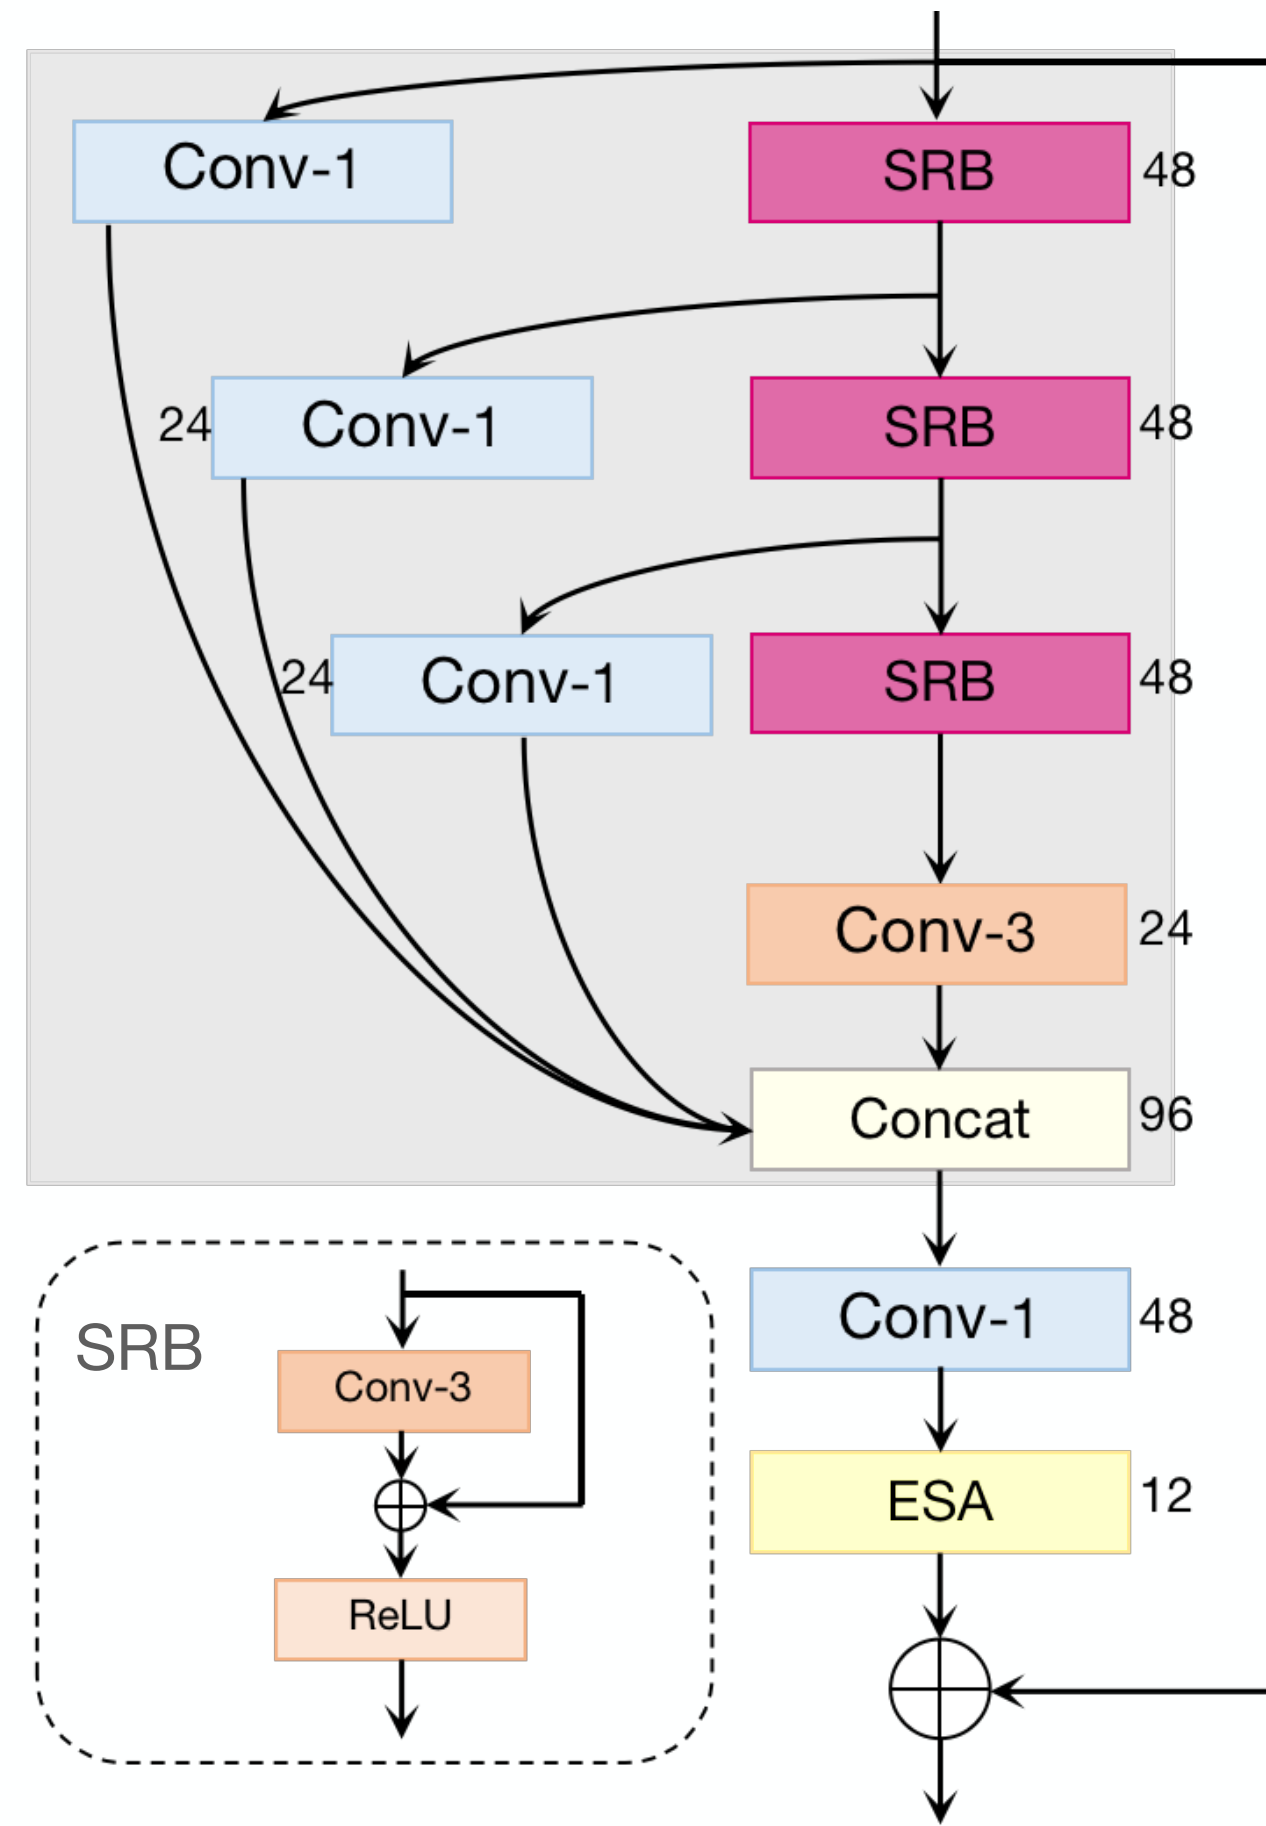 Conv-1
SRB 48
24 Conv-1
SRB 48
24 Conv-1
SRB 48
Conv-3 24
Concat 96
Conv-1 48
ESA 12
SRB
Conv-3
ReLU